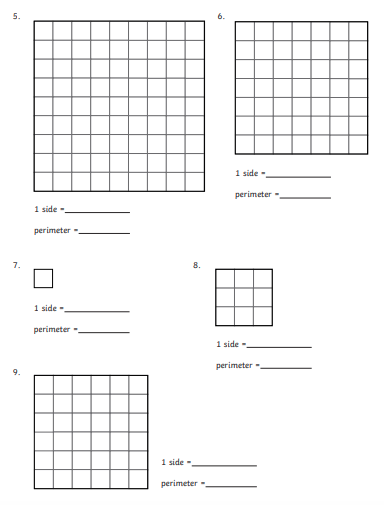 5.
6.
1 side =
perimeter =
1 side =
perimeter =
7.
8.
1 side =
perimeter =
1 side =
perimeter =
9.
1 side =
perimeter =